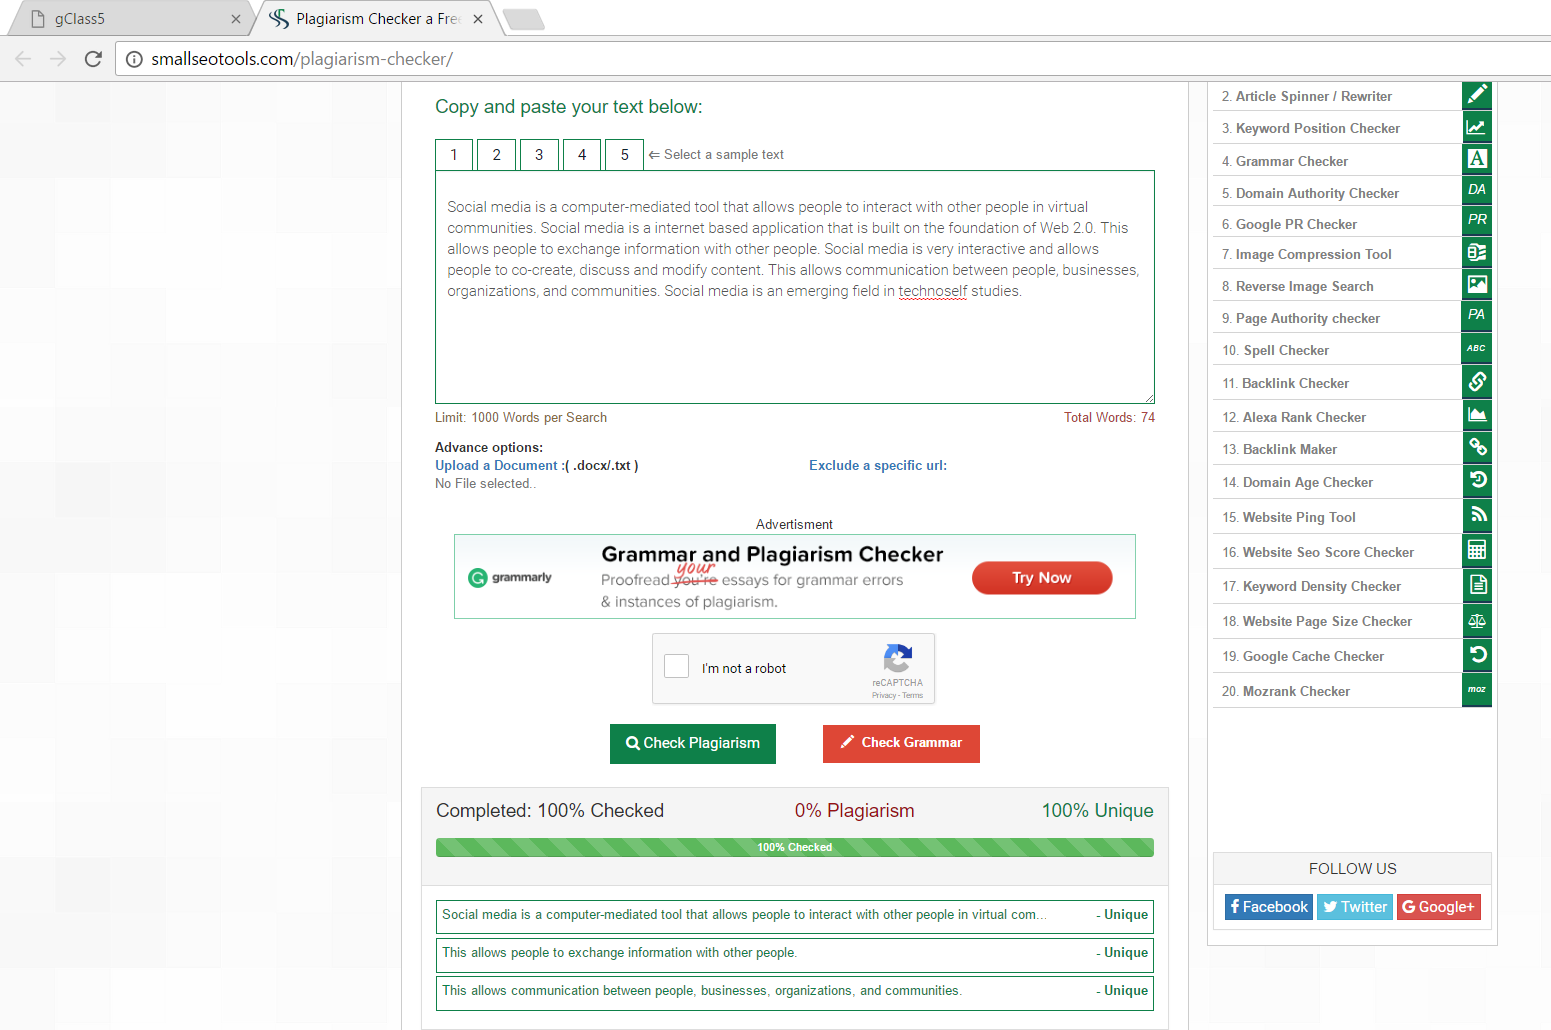 gClass5
Plagiarism Checker a Fre
smallseotools.com/plagiarism-checker/
Copy and paste your text below:
1 2 3 4 5 ⇐ Select a sample text
Social media is a computer-mediated tool that allows people to interact with other people in virtual
communities. Social media is a internet based application that is built on the foundation of Web 2.0. This
allows people to exchange information with other people. Social media is very interactive and allows
people to co-create, discuss and modify content. This allows communication between people, businesses,
organizations, and communities. Social media is an emerging field in technoself studies.
Limit: 1000 Words per Search
Total Words: 74
Advance options:
Upload a Document :( .docx/.txt )
Exclude a specific url:
No File selected..
Advertisment
grammarly
Grammar and Plagiarism Checker
your
Proofread you're essays for grammar errors
& instances of plagiarism.
Try Now
I'm not a robot
reCAPTCHA
Privacy - Terms
Check Plagiarism
Check Grammar
Completed: 100% Checked
0% Plagiarism
100% Unique
100% Checked
Social media is a computer-mediated tool that allows people to interact with other people in virtual com... - Unique
This allows people to exchange information with other people. - Unique
This allows communication between people, businesses, organizations, and communities. - Unique
2. Article Spinner / Rewriter
3. Keyword Position Checker
4. Grammar Checker A
5. Domain Authority Checker DA
6. Google PR Checker PR
7. Image Compression Tool
8. Reverse Image Search
9. Page Authority checker PA
10. Spell Checker ABC
11. Backlink Checker
12. Alexa Rank Checker
13. Backlink Maker
14. Domain Age Checker
15. Website Ping Tool
16. Website Seo Score Checker
17. Keyword Density Checker
18. Website Page Size Checker
19. Google Cache Checker
20. Mozrank Checker moz
FOLLOW US
Facebook
Twitter
Google+